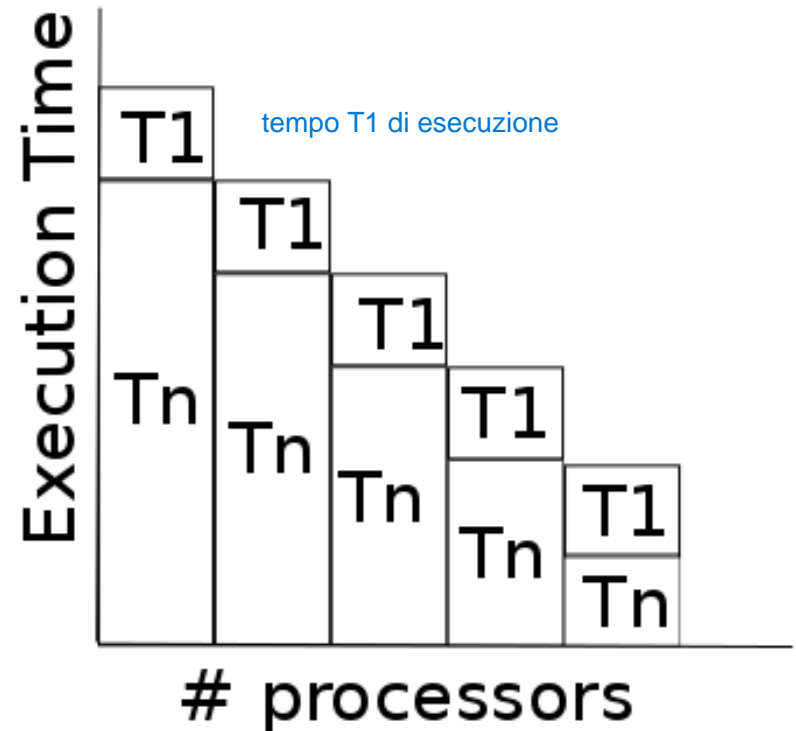 Execution Time
T1
tempo T1 di esecuzione
T1
T1
T1
T1
Tn
Tn
Tn
Tn
Tn
# processors